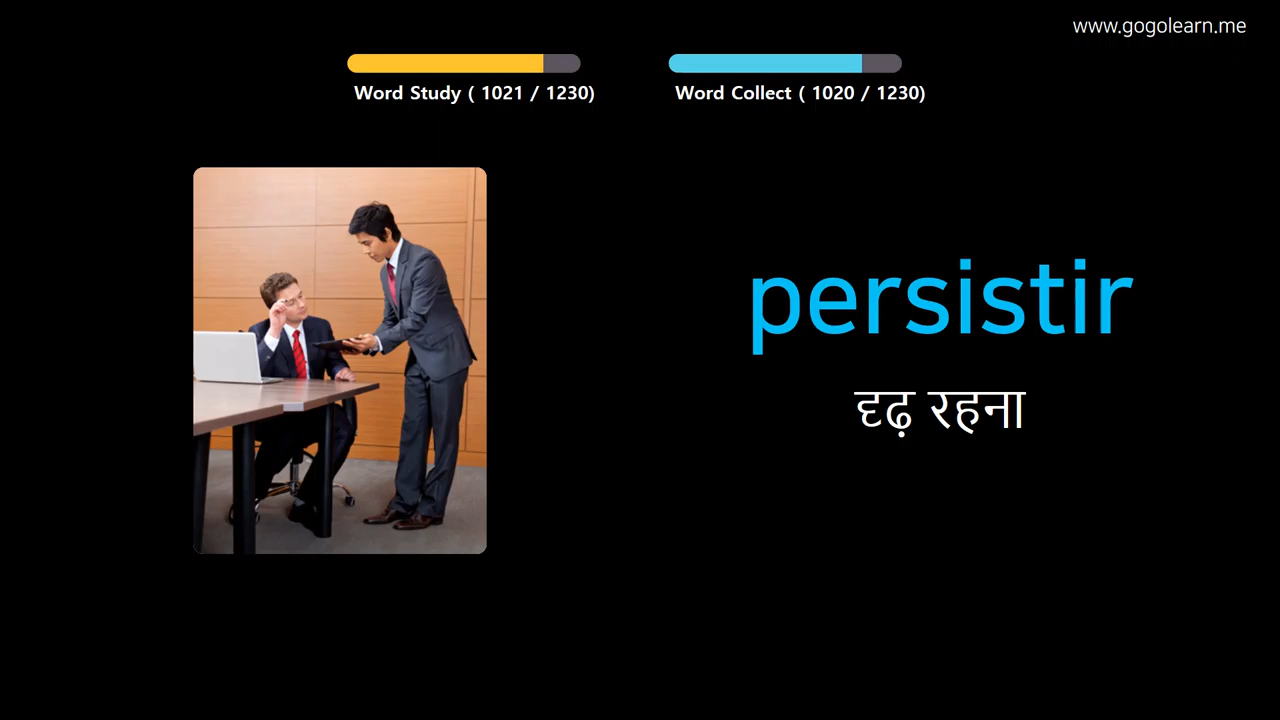 www.gogolearn.me
Word Study ( 1021 / 1230)
Word Collect ( 1020 / 1230)
persistir
दृढ़ रहना